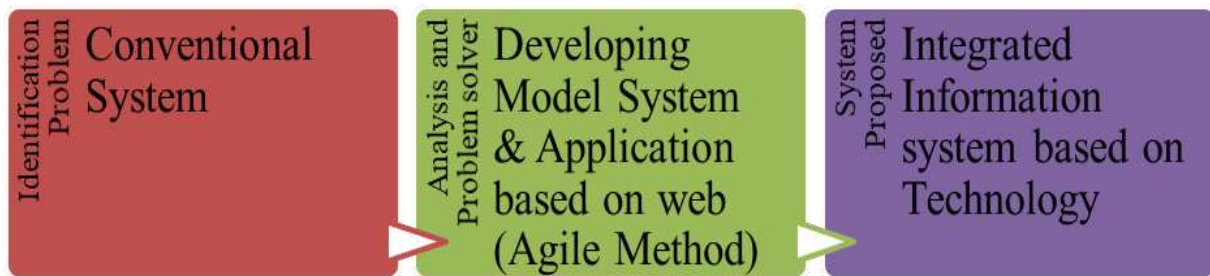 Identification
Problem
Conventional
System
Analysis and
Problem solver
Developing
Model System
& Application
based on web
(Agile Method)
System
Proposed
Integrated
Information
system based on
Technology